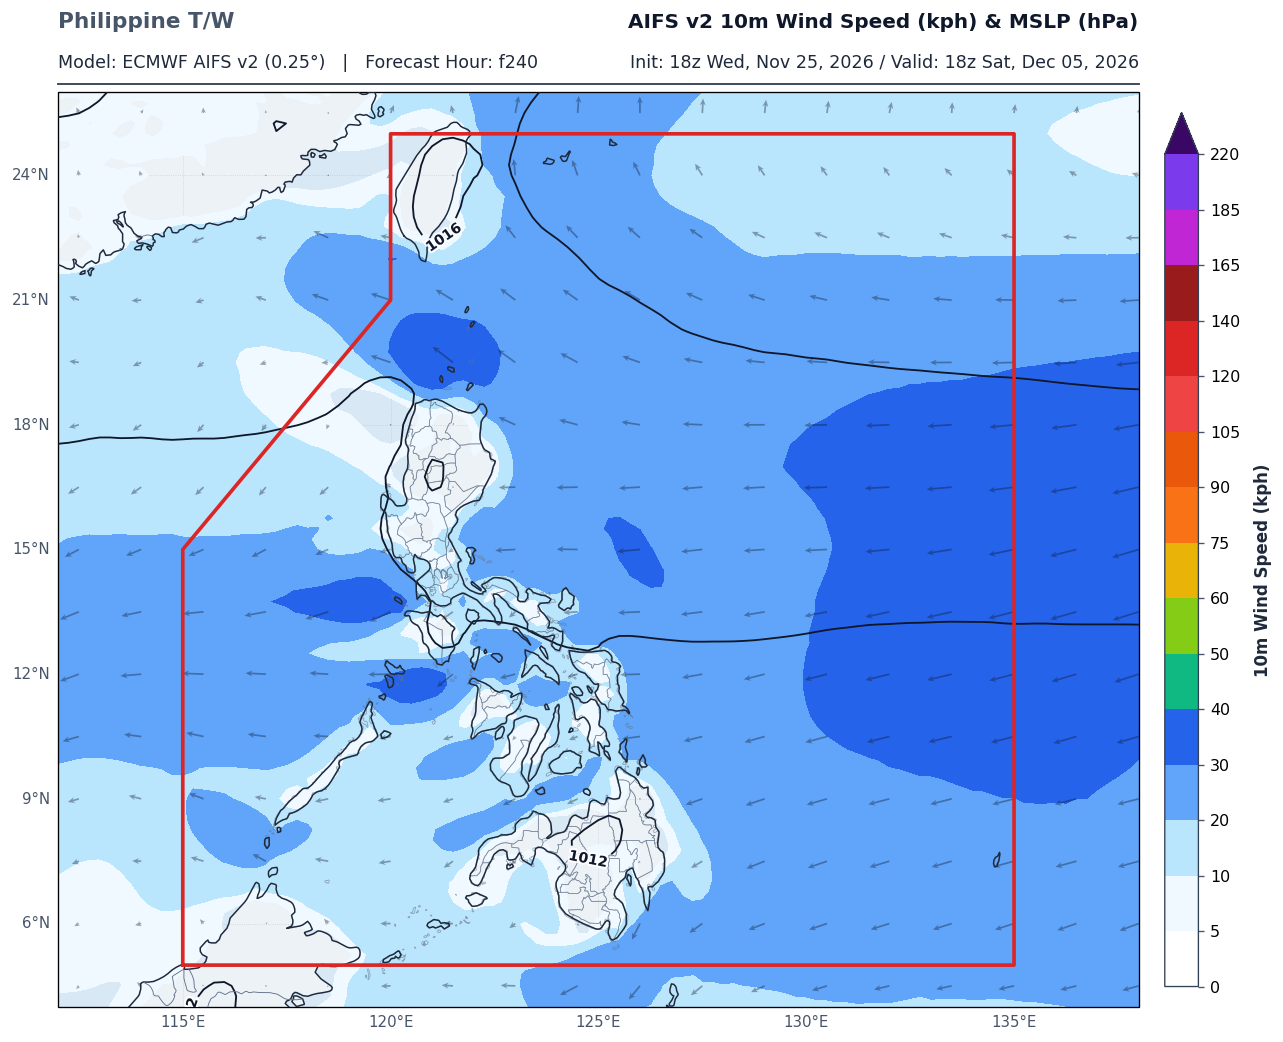 Philippine T/W
AIFS v2 10m Wind Speed (kph) & MSLP (hPa)
Model: ECMWF AIFS v2 (0.25°) | Forecast Hour: f240
Init: 18z Wed, Nov 25, 2026 / Valid: 18z Sat, Dec 05, 2026
24°N
21°N
18°N
15°N
12°N
9°N
6°N
1016
1012
2
115°E
120°E
125°E
130°E
135°E
220
185
165
140
120
105
90
75
60
50
40
30
20
10
5
0
10m Wind Speed (kph)